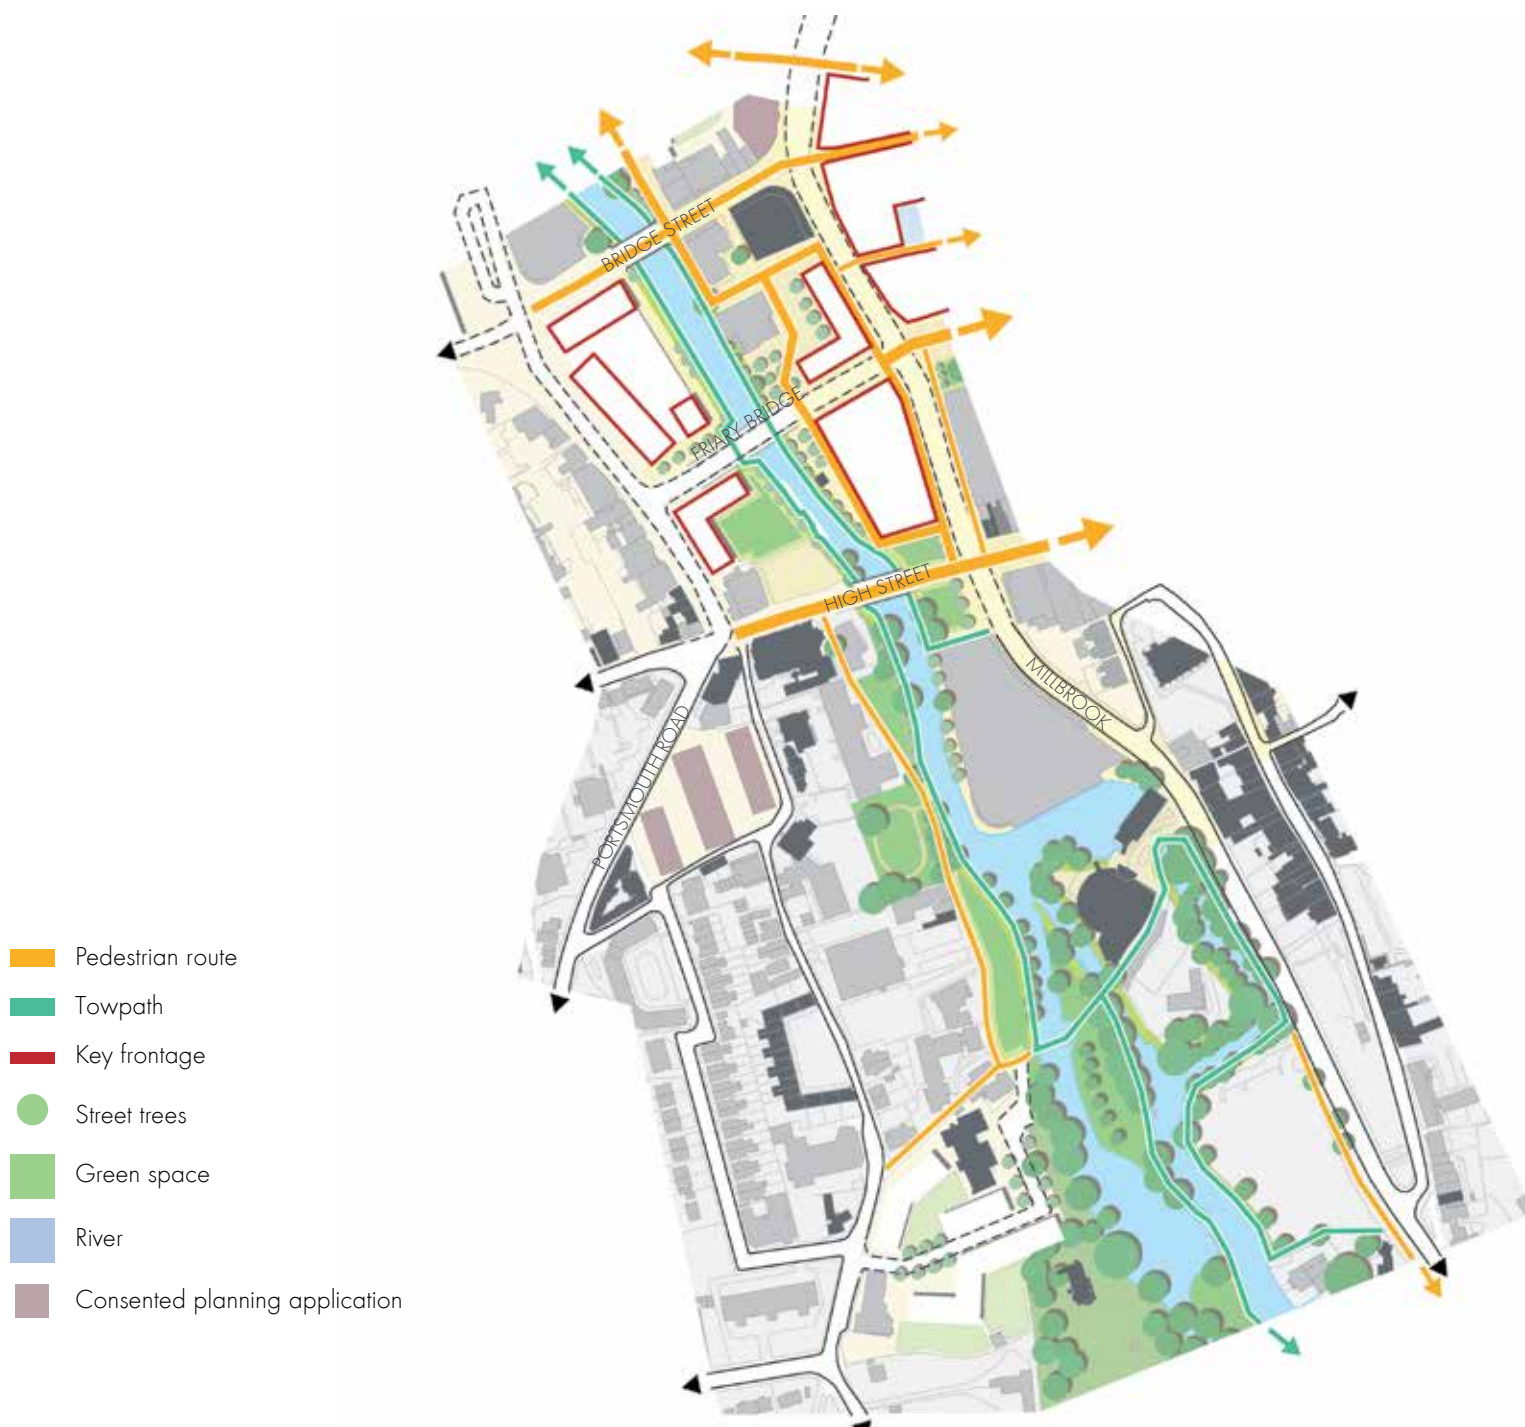 BRIDGE STREET
FRIARY BRIDGE
HIGH STREET
MILLBROOK
PORTSMOUTH ROAD
Pedestrian route
Towpath
Key frontage
Street trees
Green space
River
Consented planning application